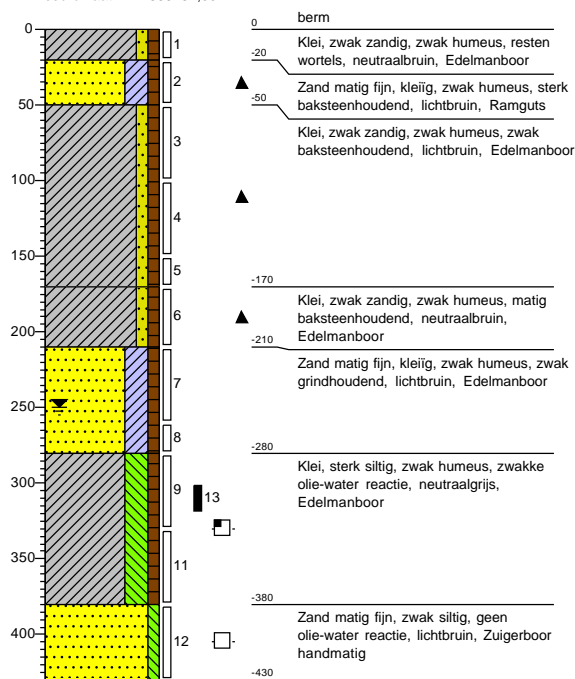 0
berm
0
1
Klei, zwak zandig, zwak humeus, resten
wortels, neutraalbruin, Edelmanboor
-20
2
Zand matig fijn, kleiïg, zwak humeus, sterk
baksteenhoudend, lichtbruin, Ramguts
50
-50
3
Klei, zwak zandig, zwak humeus, zwak
baksteenhoudend, lichtbruin, Edelmanboor
100
4
150
5
-170
6
Klei, zwak zandig, zwak humeus, matig
baksteenhoudend, neutraalbruin,
Edelmanboor
200
-210
7
Zand matig fijn, kleiïg, zwak humeus, zwak
grindhoudend, lichtbruin, Edelmanboor
250
8
-280
9
13
Klei, sterk siltig, zwak humeus, zwakke
olie-water reactie, neutraalgrijs,
Edelmanboor
300
11
350
-380
12
Zand matig fijn, zwak siltig, geen
olie-water reactie, lichtbruin, Zuigerboor
handmatig
400
-430